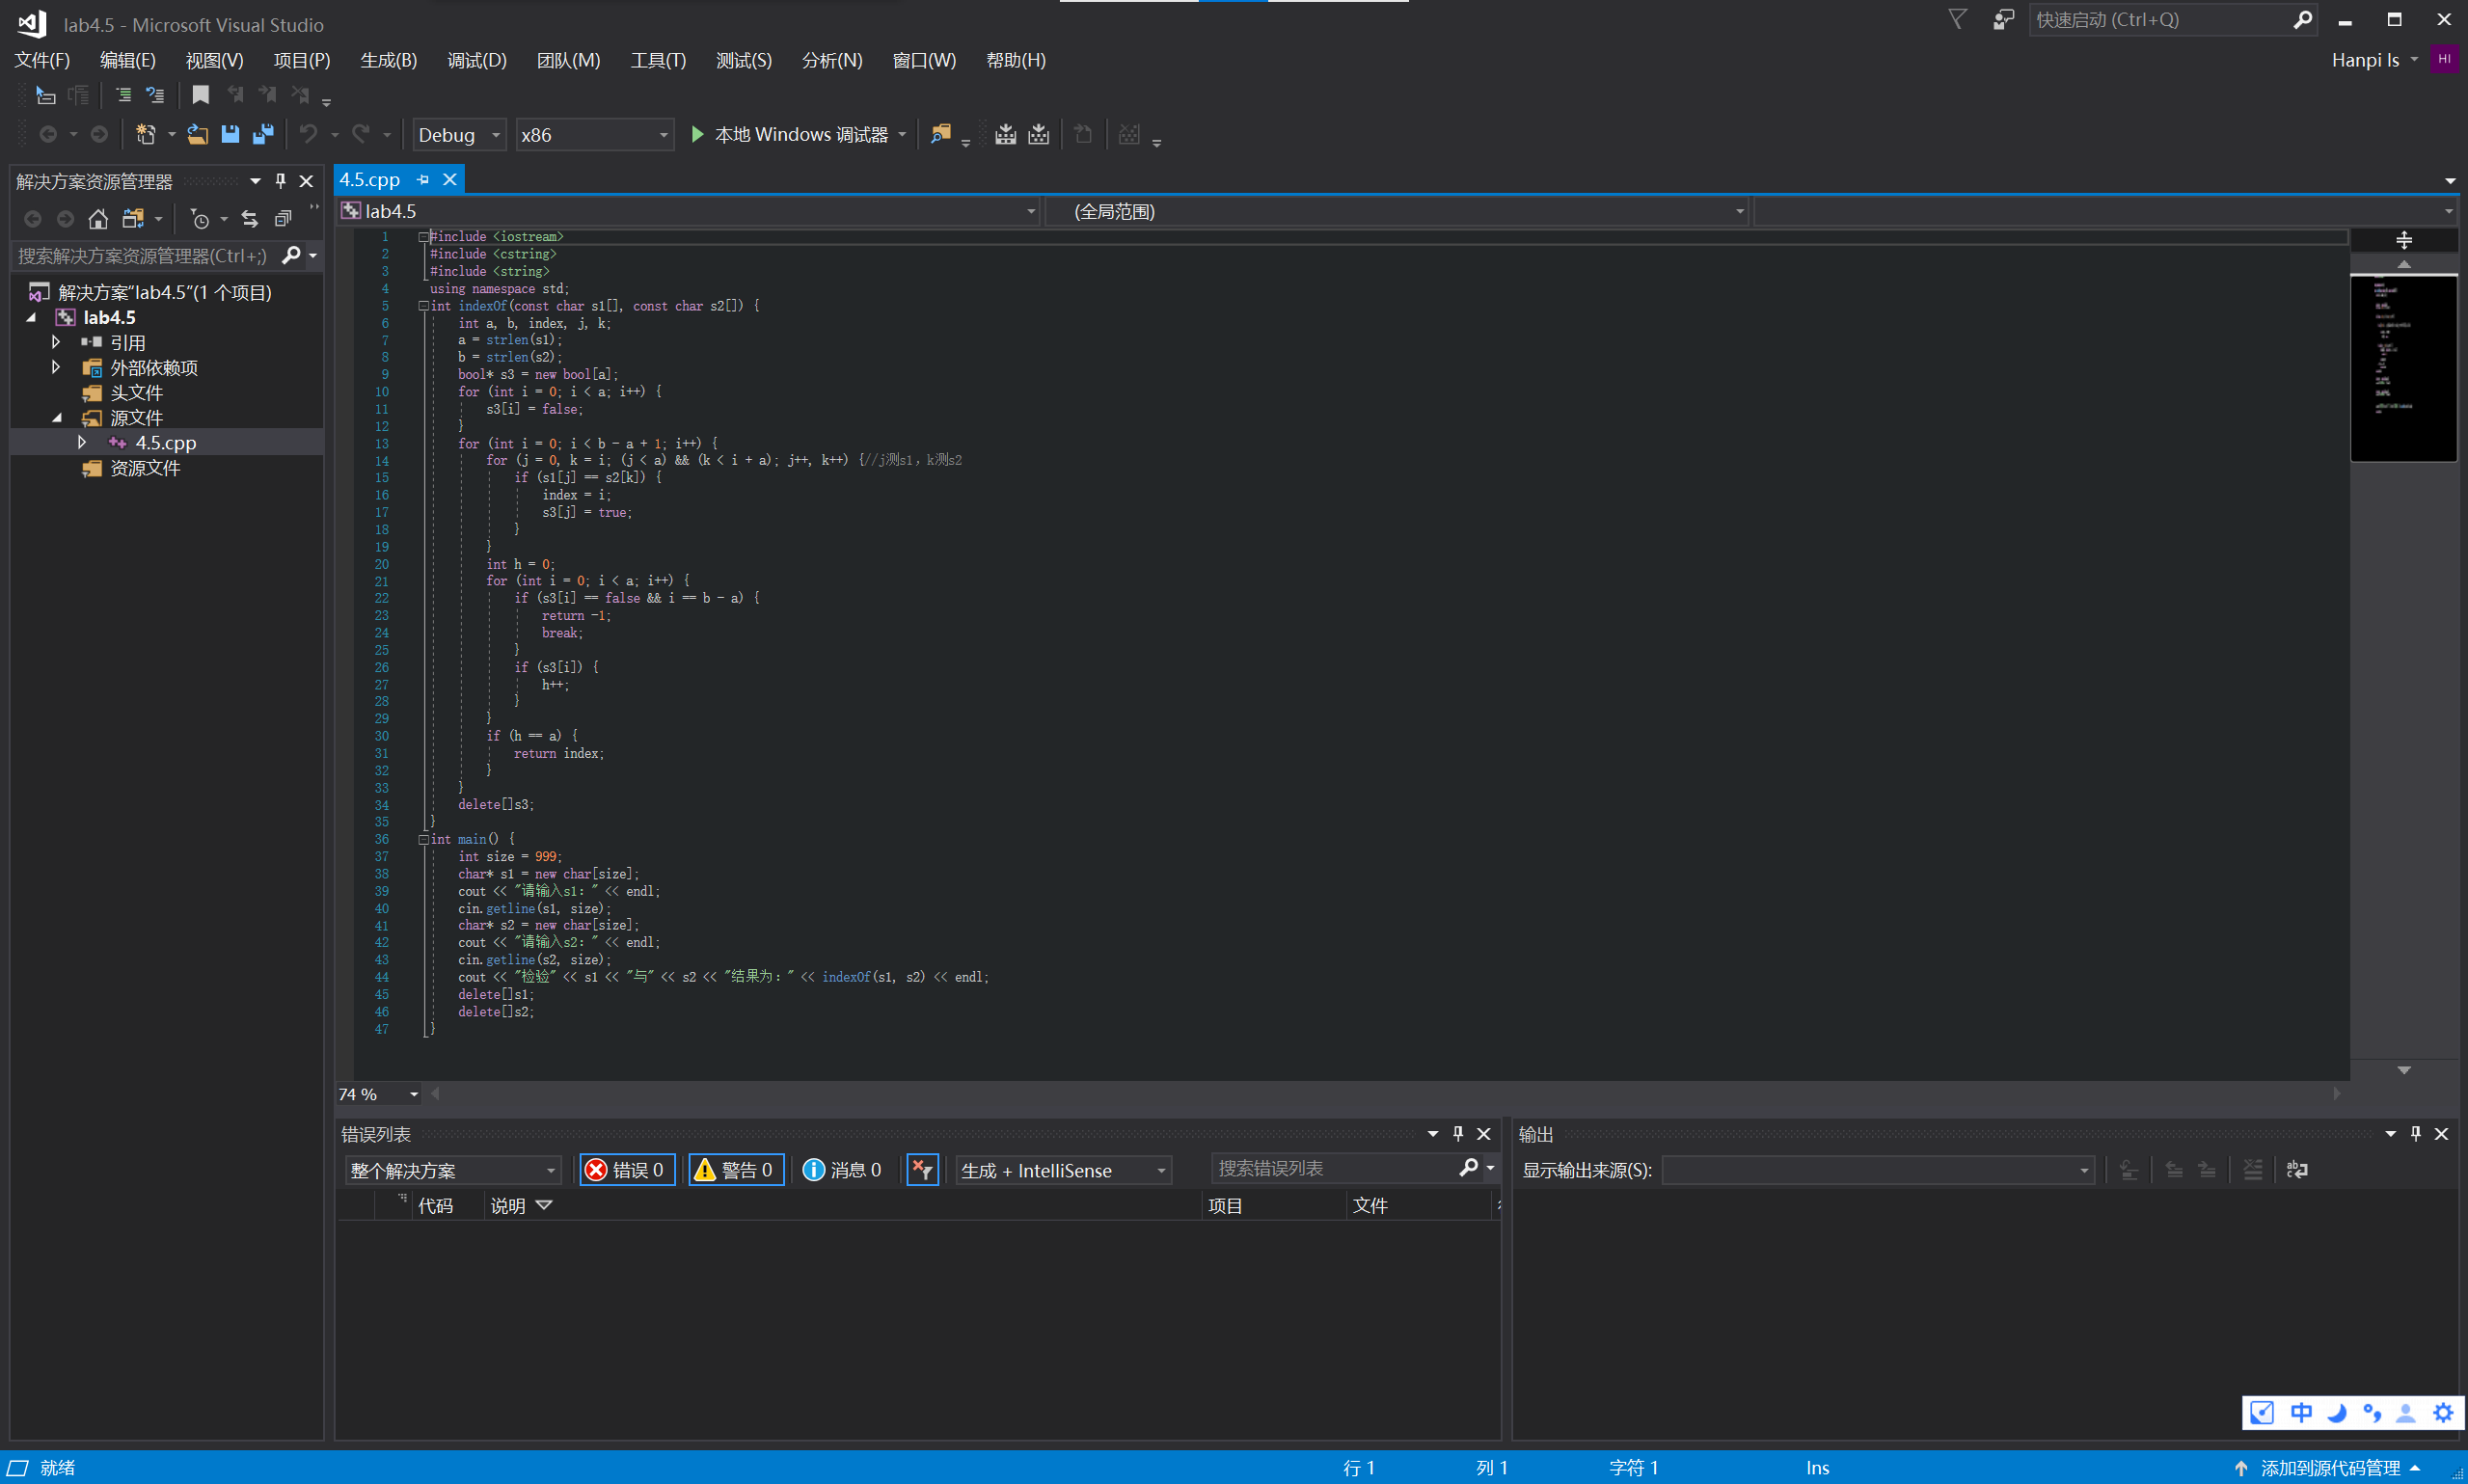 lab4.5 - Microsoft Visual Studio
快速启动 (Ctrl+Q)
文件(F) 编辑(E) 视图(V) 项目(P) 生成(B) 调试(D) 团队(M) 工具(T) 测试(S) 分析(N) 窗口(W) 帮助(H)
Hanpi ls HI
Debug x86 本地 Windows 调试器
解决方案资源管理器
搜索解决方案资源管理器(Ctrl+;)
解决方案"lab4.5"(1 个项目)
lab4.5
引用
外部依赖项
头文件
源文件
4.5.cpp
资源文件
4.5.cpp
lab4.5 (全局范围)
1 #include <iostream>
2 #include <cstring>
3 #include <string>
4 using namespace std;
5 int indexOf(const char s1[], const char s2[]) {
6 int a, b, index, j, k;
7 a = strlen(s1);
8 b = strlen(s2);
9 bool* s3 = new bool[a];
10 for (int i = 0; i < a; i++) {
11 s3[i] = false;
12 }
13 for (int i = 0; i < b - a + 1; i++) {
14 for (j = 0, k = i; (j < a) && (k < i + a); j++, k++) {//j测s1，k测s2
15 if (s1[j] == s2[k]) {
16 index = i;
17 s3[j] = true;
18 }
19 }
20 int h = 0;
21 for (int i = 0; i < a; i++) {
22 if (s3[i] == false && i == b - a) {
23 return -1;
24 break;
25 }
26 if (s3[i]) {
27 h++;
28 }
29 }
30 if (h == a) {
31 return index;
32 }
33 }
34 delete[]s3;
35 }
36 int main() {
37 int size = 999;
38 char* s1 = new char[size];
39 cout << "请输入s1：" << endl;
40 cin.getline(s1, size);
41 char* s2 = new char[size];
42 cout << "请输入s2：" << endl;
43 cin.getline(s2, size);
44 cout << "检验" << s1 << "与" << s2 << "结果为：" << indexOf(s1, s2) << endl;
45 delete[]s1;
46 delete[]s2;
47 }
74 %
错误列表
整个解决方案 错误 0 警告 0 消息 0 生成 + IntelliSense 搜索错误列表
代码 说明 项目 文件
输出
显示输出来源(S):
中
就绪 行 1 列 1 字符 1 Ins 添加到源代码管理